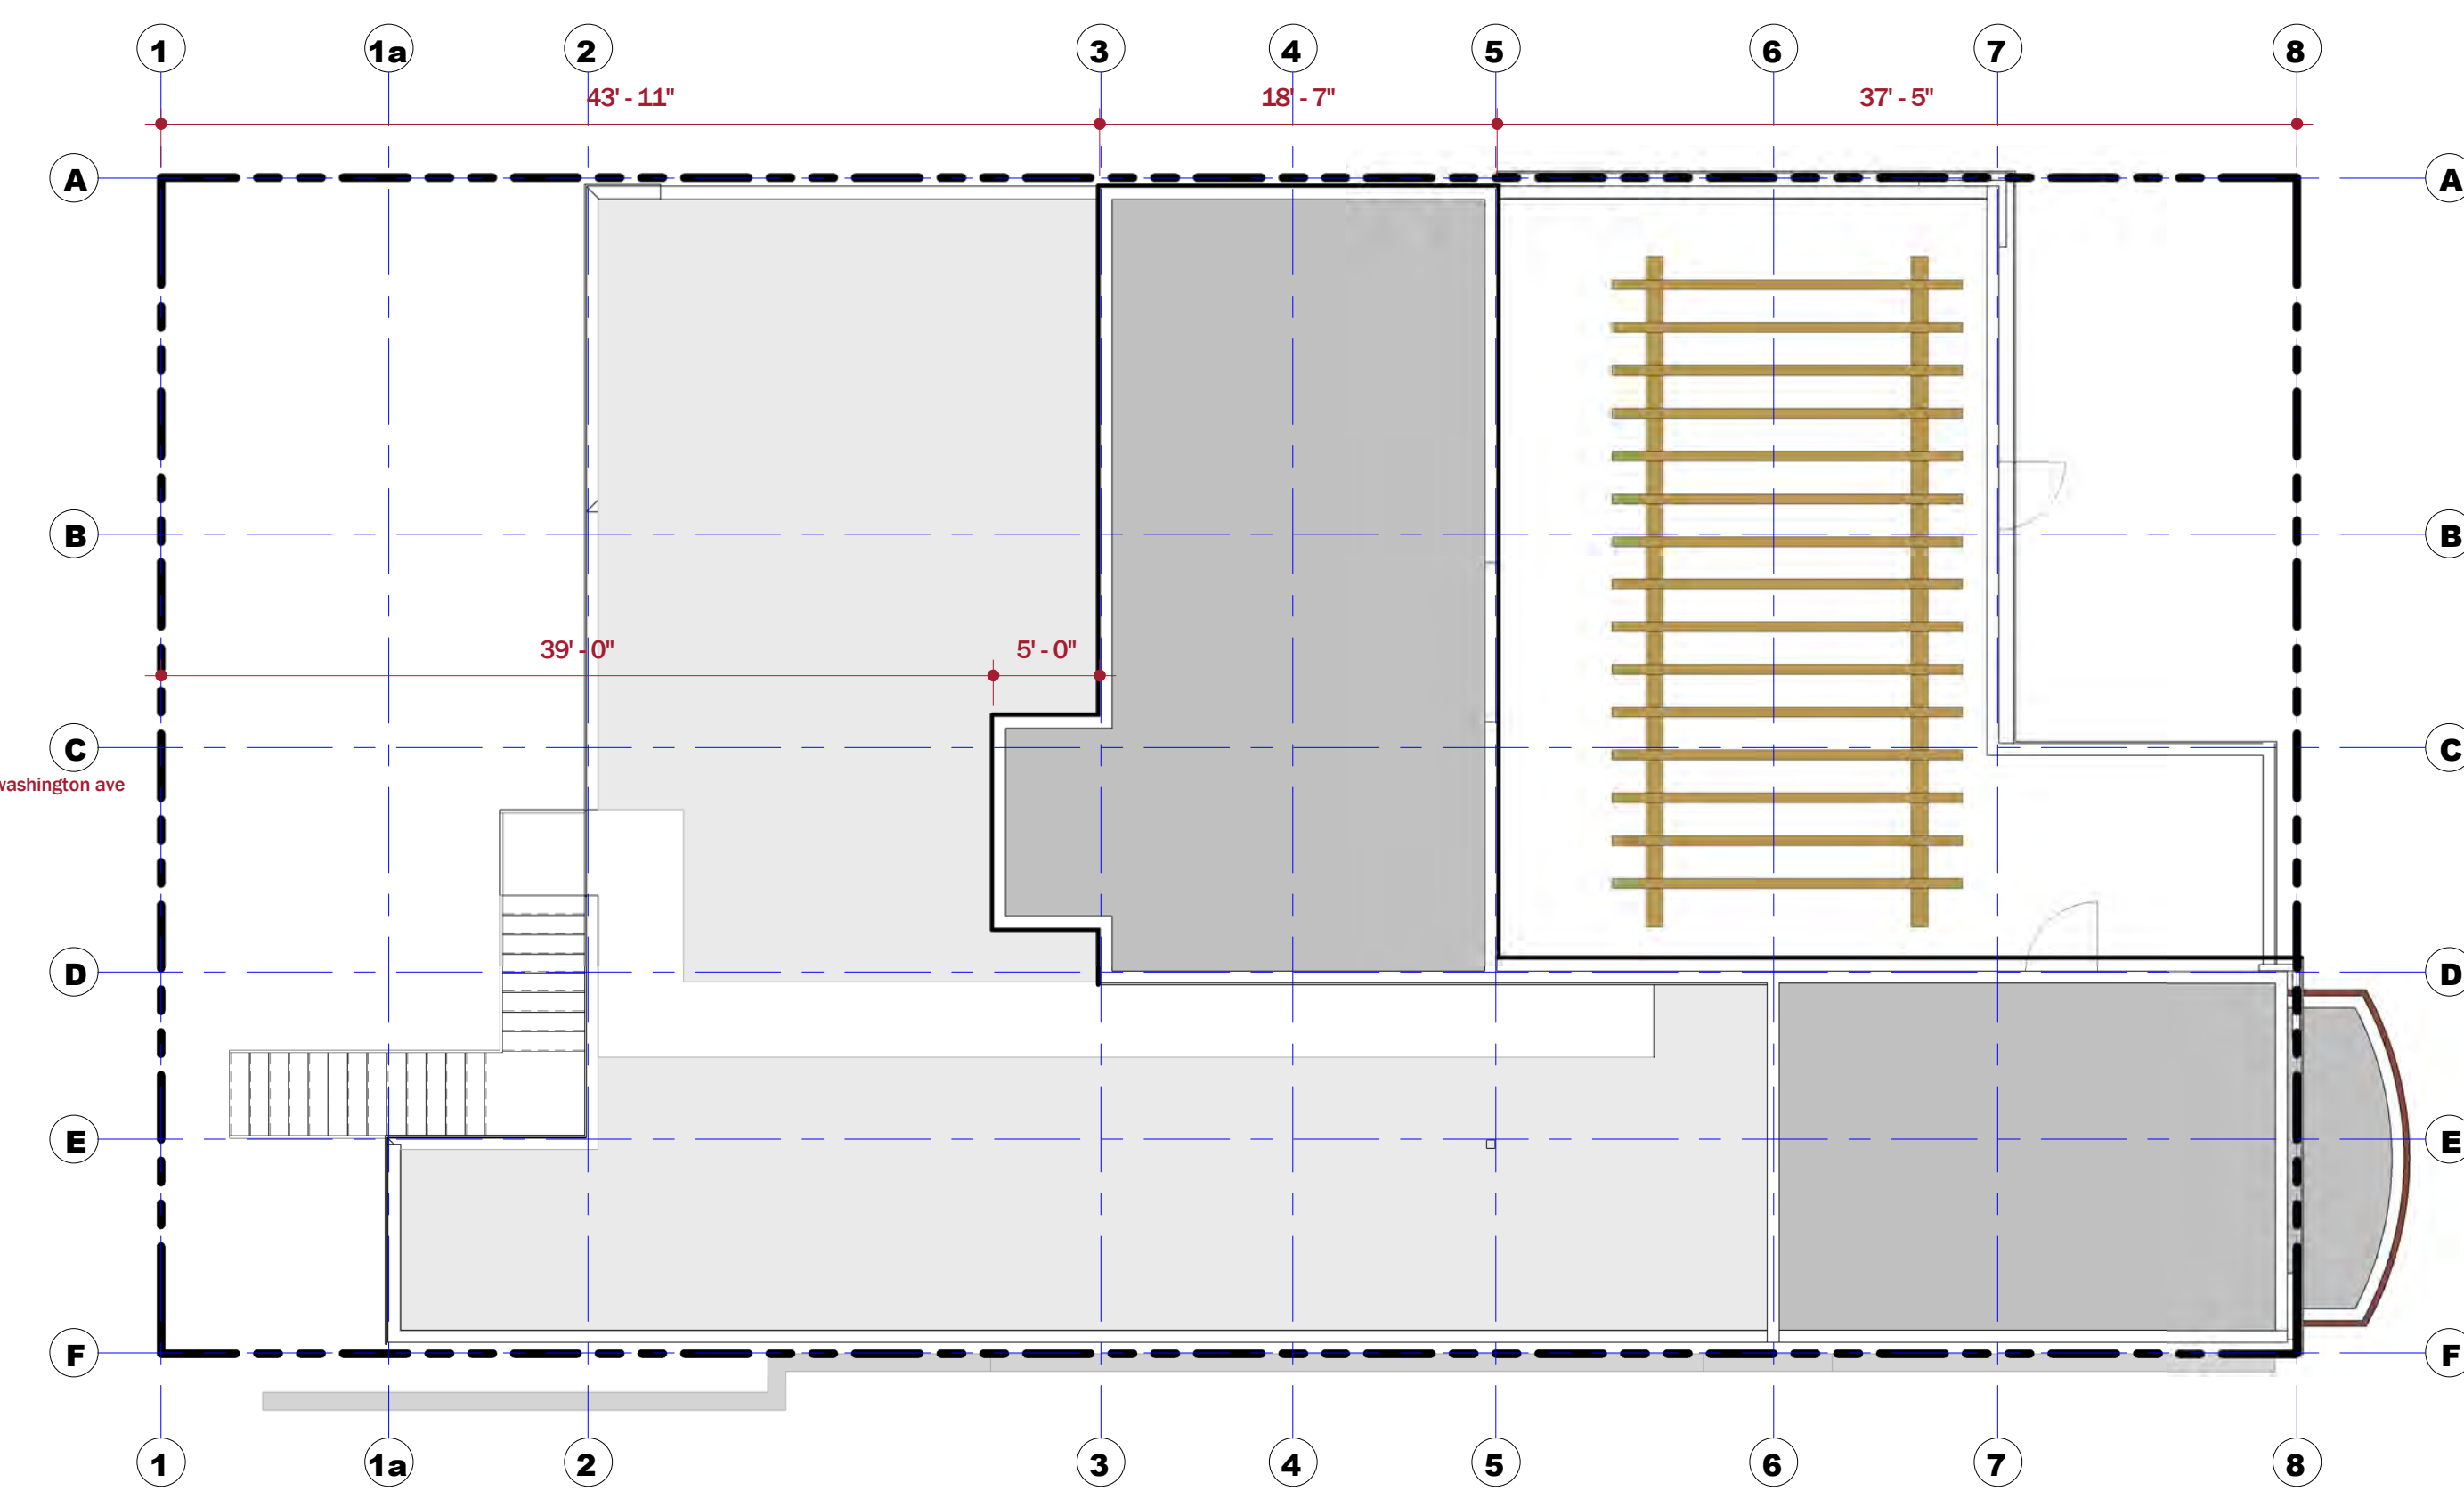 1 1a 2 3 4 5 6 7 8
43' - 11" 18' - 7" 37' - 5"
A A
B B
39' - 0" 5' - 0"
C C
washington ave
D D
E E
F F
1 1a 2 3 4 5 6 7 8